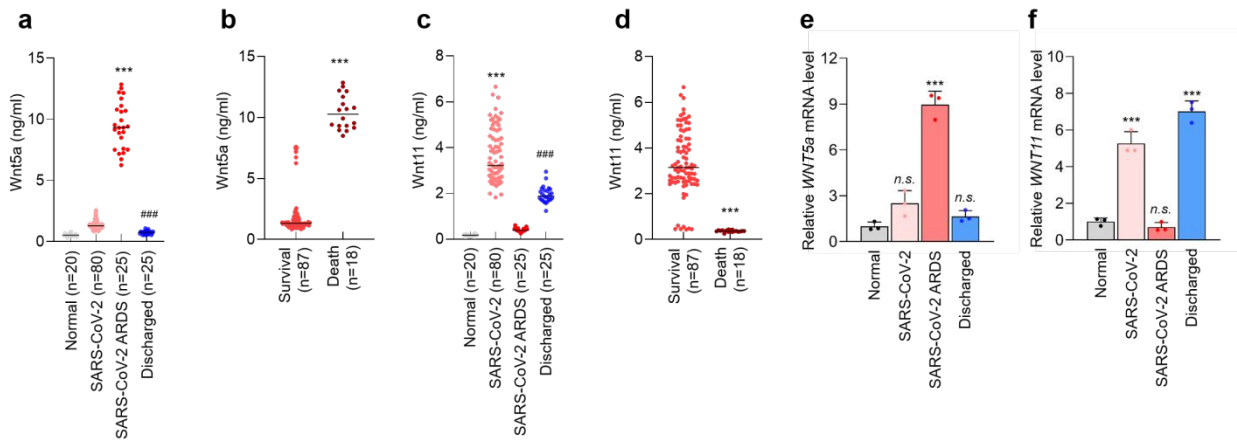 a
Wnt5a (ng/ml)
15
10
5
0
***
###
Normal (n=20)
SARS-CoV-2 (n=80)
SARS-CoV-2 ARDS (n=25)
Discharged (n=25)
b
Wnt5a (ng/ml)
15
10
5
0
***
Survival
(n=87)
Death
(n=18)
c
Wnt11 (ng/ml)
8
6
4
2
0
***
###
Normal (n=20)
SARS-CoV-2 (n=80)
SARS-CoV-2 ARDS (n=25)
Discharged (n=25)
d
Wnt11 (ng/ml)
8
6
4
2
0
***
Survival
(n=87)
Death
(n=18)
e
Relative WNT5a mRNA level
12
9
6
3
0
n.s.
***
n.s.
Normal
SARS-CoV-2
SARS-CoV-2 ARDS
Discharged
f
Relative WNT11 mRNA level
10
8
6
4
2
0
***
n.s.
***
Normal
SARS-CoV-2
SARS-CoV-2 ARDS
Discharged